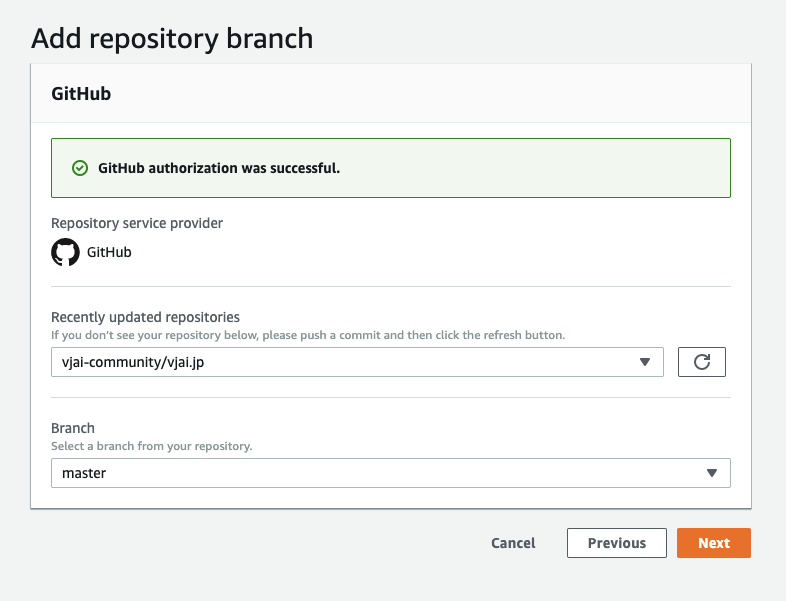 Add repository branch
GitHub
GitHub authorization was successful.
Repository service provider
GitHub
Recently updated repositories
If you don't see your repository below, please push a commit and then click the refresh button.
vjai-community/vjai.jp
Branch
Select a branch from your repository.
master
Cancel
Previous
Next